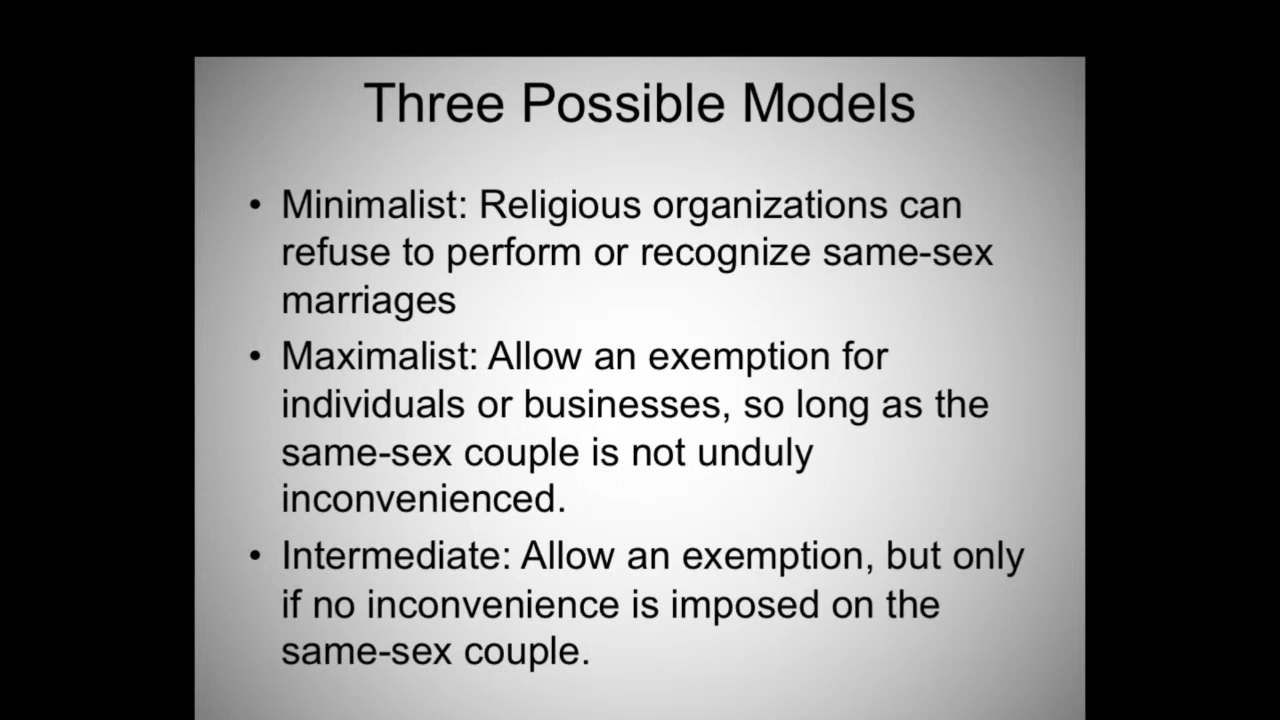 Three Possible Models
• Minimalist: Religious organizations can
refuse to perform or recognize same-sex
marriages
• Maximalist: Allow an exemption for
individuals or businesses, so long as the
same-sex couple is not unduly
inconvenienced.
• Intermediate: Allow an exemption, but only
if no inconvenience is imposed on the
same-sex couple.